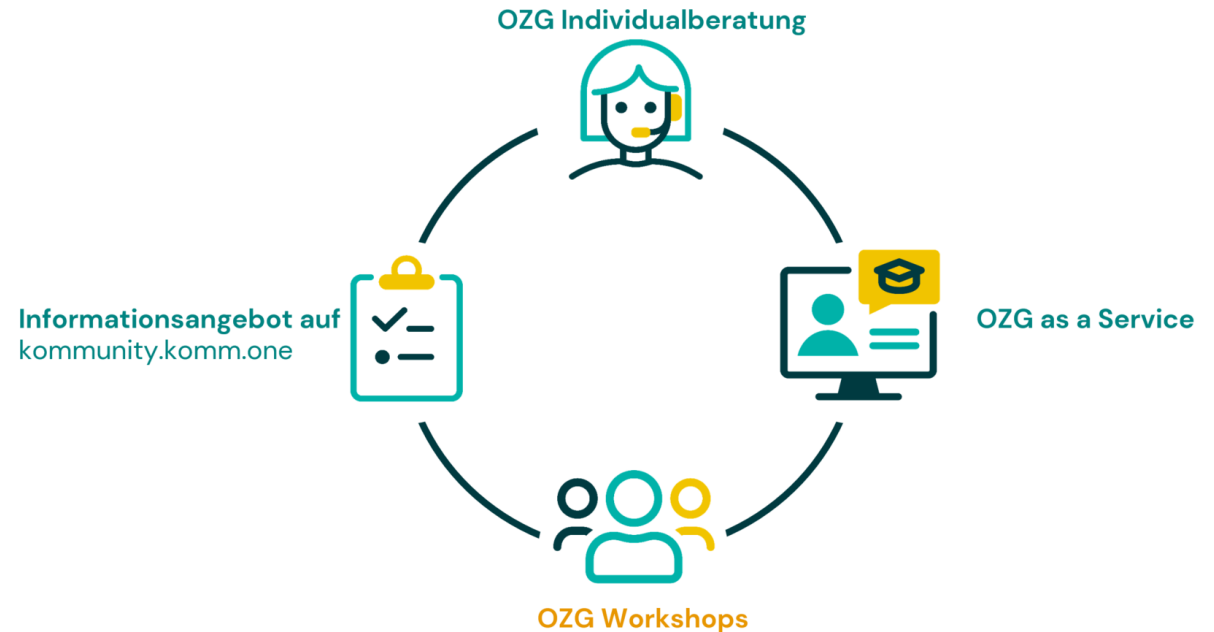 OZG Individualberatung
Informationsangebot auf
kommunity.komm.one
OZG as a Service
OZG Workshops